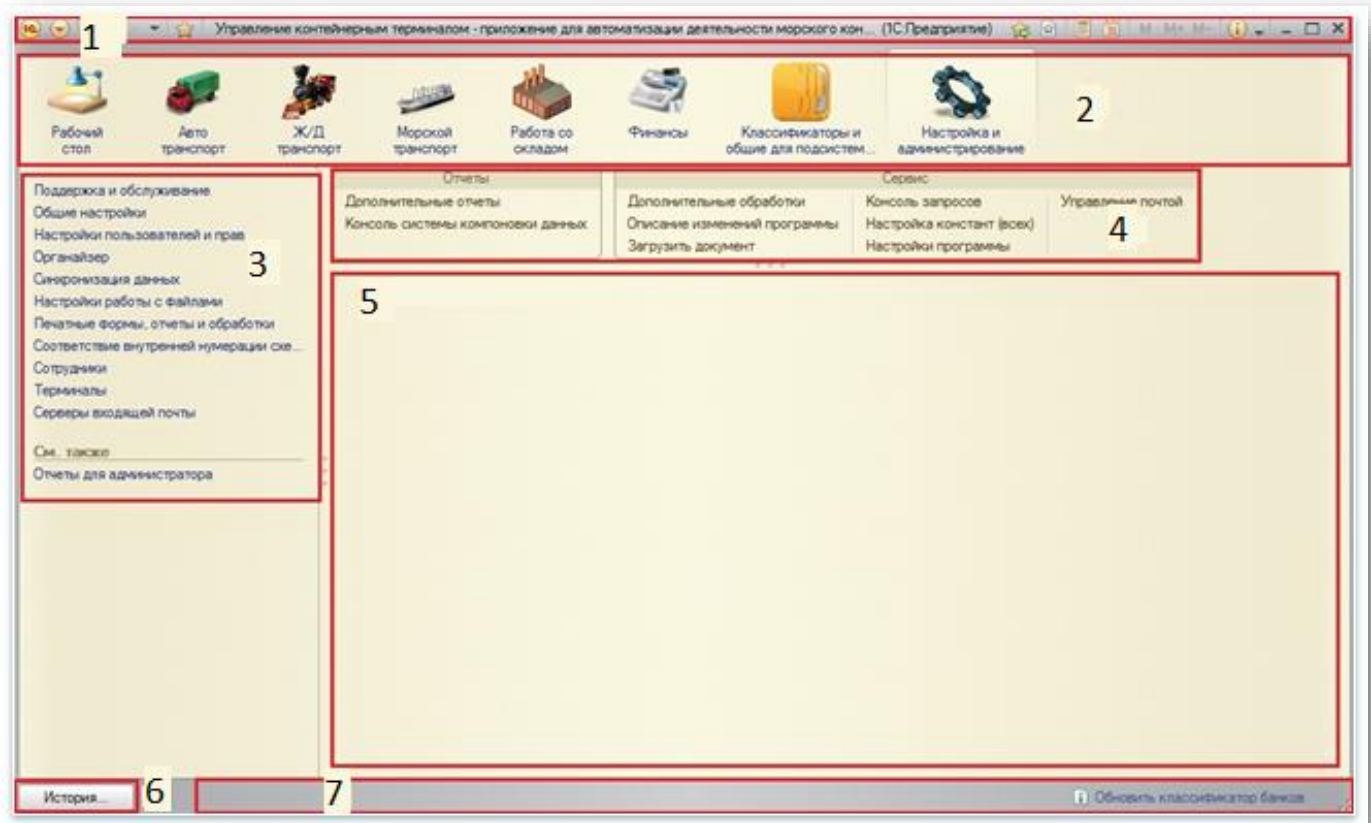 1С
1
Управление контейнерным терминалом - приложение для автоматизации деятельности морского кон... (1С:Предприятие)
M M+ M-
Рабочий стол
Авто транспорт
Ж/Д транспорт
Морской транспорт
Работа со складом
Финансы
Классификаторы и общие для подсистем...
Настройка и администрирование
2
Поддержка и обслуживание
Общие настройки
Настройки пользователей и прав
Органайзер
Синхронизация данных
Настройки работы с файлами
Печатные формы, отчеты и обработки
Соответствие внутренней нумерации схе...
Сотрудники
Терминалы
Серверы входящей почты
См. также
Отчеты для администратора
3
Отчеты
Дополнительные отчеты
Консоль системы компоновки данных
Сервис
Дополнительные обработки
Описание изменений программы
Загрузить документ
Консоль запросов
Настройка констант (всех)
Настройки программы
Управление почтой
4
5
История...
6
7
Обновить классификатор банков